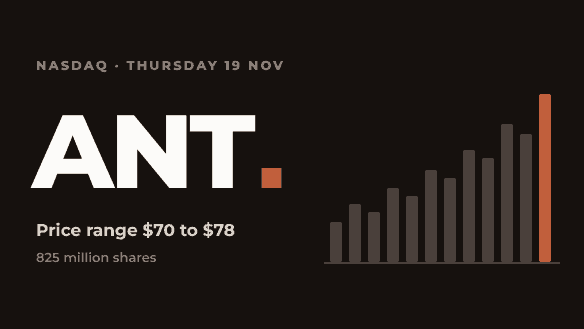 NASDAQ · THURSDAY 19 NOV
ANT.
Price range $70 to $78
825 million shares